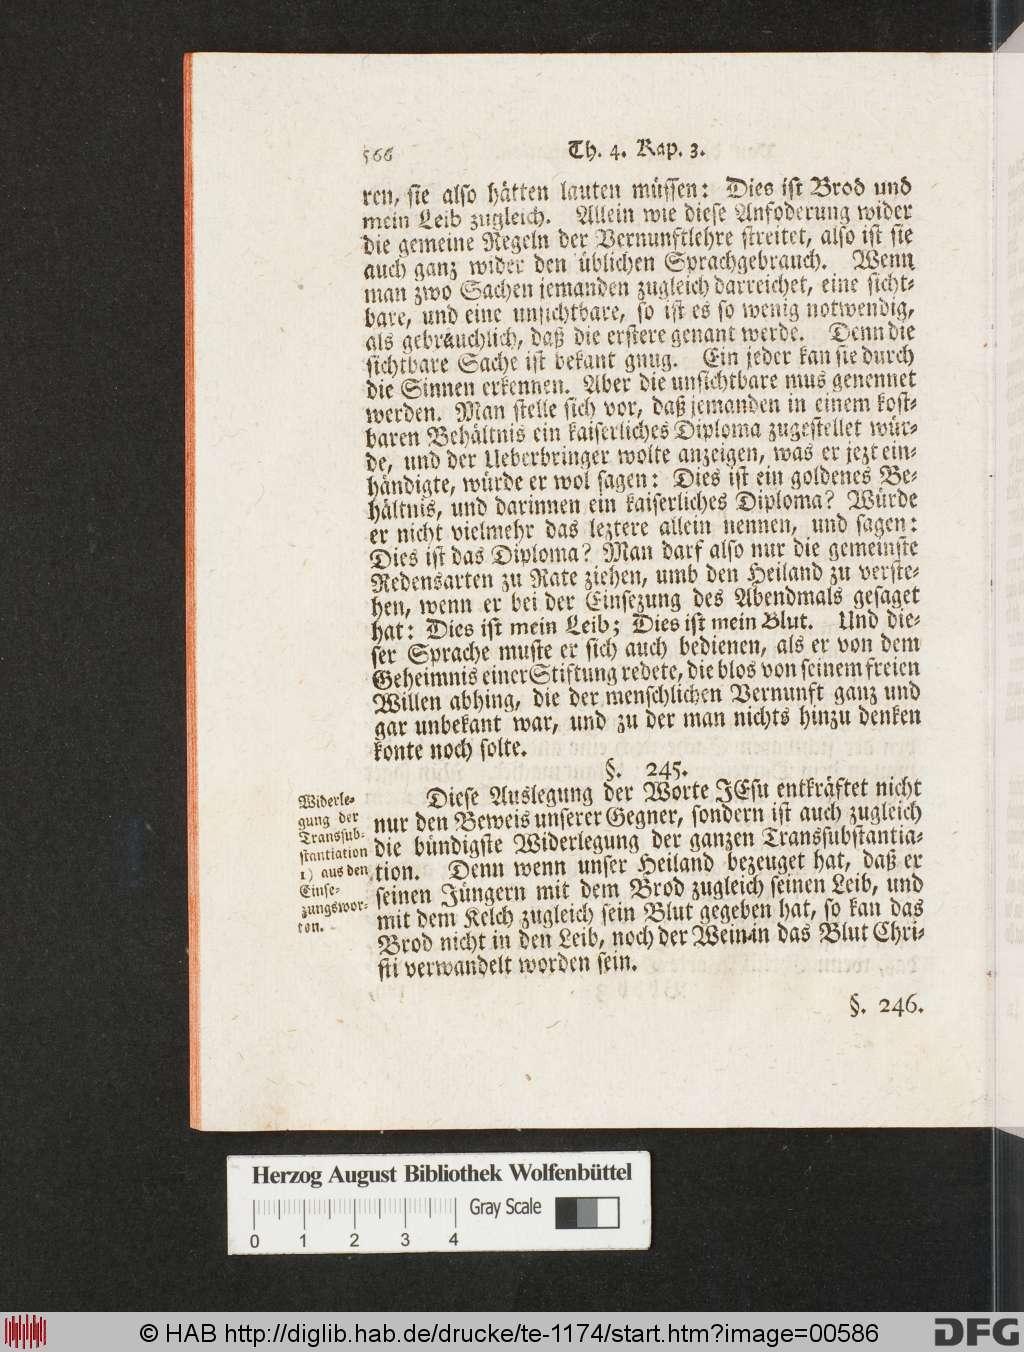 566 Th. 4. Kap. 3.
ren, sie also hätten lauten müssen: Dies ist Brod und
mein Leib zugleich. Allein wie diese Anfoderung wider
die gemeine Regeln der Vernunftlehre streitet, also ist sie
auch ganz wider den üblichen Sprachgebrauch. Wenn
man zwo Sachen jemanden zugleich darreichet, eine sicht-
bare, und eine unsichtbare, so ist es so wenig notwendig,
als gebräuchlich, daß die erstere genant werde. Denn die
sichtbare Sache ist bekant gnug. Ein jeder kan sie durch
die Sinnen erkennen. Aber die unsichtbare mus genennet
werden. Man stelle sich vor, daß jemanden in einem kost-
baren Behältnis ein kaiserliches Diploma zugestellet wür-
de, und der Ueberbringer wolte anzeigen, was er jezt ein-
händigte, würde er wol sagen: Dies ist ein goldenes Be-
hältnis, und darinnen ein kaiserliches Diploma? Würde
er nicht vielmehr das leztere allein nennen, und sagen:
Dies ist das Diploma? Man darf also nur die gemeinste
Redensarten zu Rate ziehen, umb den Heiland zu verste-
hen, wenn er bei der Einsezung des Abendmals gesaget
hat: Dies ist mein Leib; Dies ist mein Blut. Und die-
ser Sprache muste er sich auch bedienen, als er von dem
Geheimnis einer Stiftung redete, die blos von seinem freien
Willen abhing, die der menschlichen Vernunft ganz und
gar unbekant war, und zu der man nichts hinzu denken
konte noch solte.
§. 245.
Widerle-
gung der
Transsub-
stantiation
1) aus den
Einse-
zungswor-
ten.
Diese Auslegung der Worte JEsu entkräftet nicht
nur den Beweis unserer Gegner, sondern ist auch zugleich
die bündigste Widerlegung der ganzen Transsubstantia-
tion. Denn wenn unser Heiland bezeuget hat, daß er
seinen Jüngern mit dem Brod zugleich seinen Leib, und
mit dem Kelch zugleich sein Blut gegeben hat, so kan das
Brod nicht in den Leib, noch der Wein in das Blut Chri-
sti verwandelt worden sein.
§. 246.
Herzog August Bibliothek Wolfenbüttel
Gray Scale
0 1 2 3 4
© HAB http://diglib.hab.de/drucke/te-1174/start.htm?image=00586
DFG